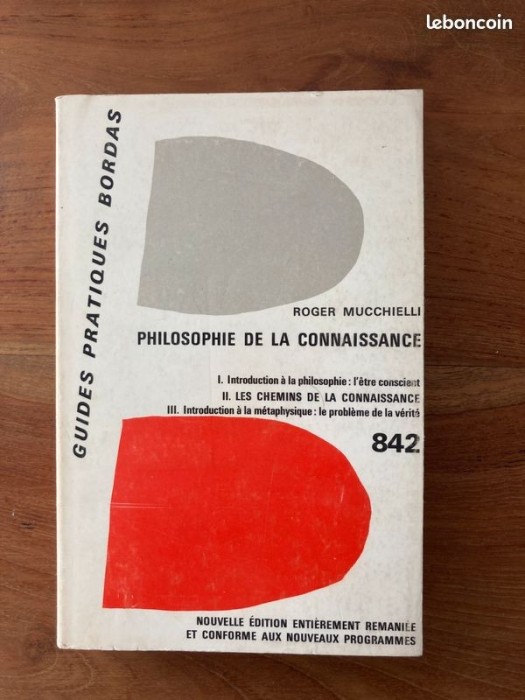 leboncoin
GUIDES PRATIQUES BORDAS
ROGER MUCCHIELLI
PHILOSOPHIE DE LA CONNAISSANCE
I. Introduction à la philosophie : l'être conscient
II. LES CHEMINS DE LA CONNAISSANCE
III. Introduction à la métaphysique : le problème de la vérité
842
NOUVELLE ÉDITION ENTIÈREMENT REMANIÉE
ET CONFORME AUX NOUVEAUX PROGRAMMES